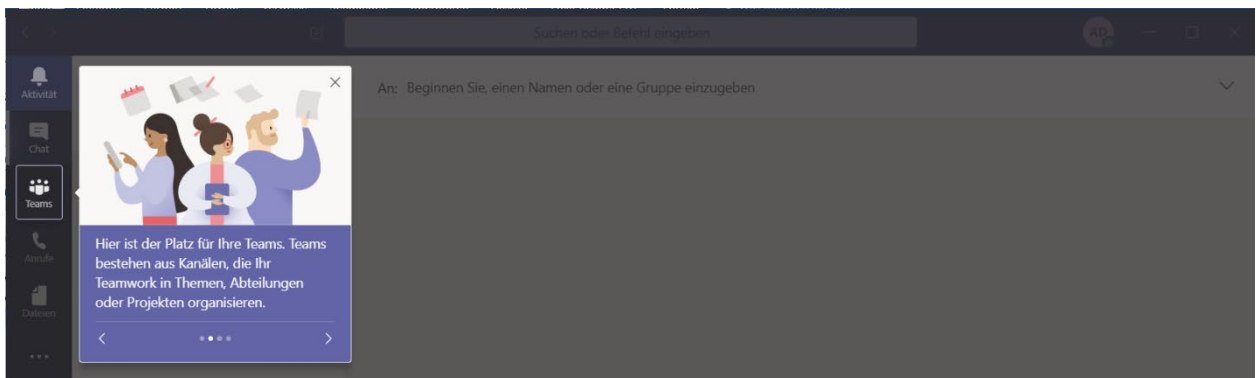 Suchen oder Befehl eingeben
AD
Aktivität
Chat
Teams
Anrufe
Dateien
An: Beginnen Sie, einen Namen oder eine Gruppe einzugeben
Hier ist der Platz für Ihre Teams. Teams
bestehen aus Kanälen, die Ihr
Teamwork in Themen, Abteilungen
oder Projekten organisieren.